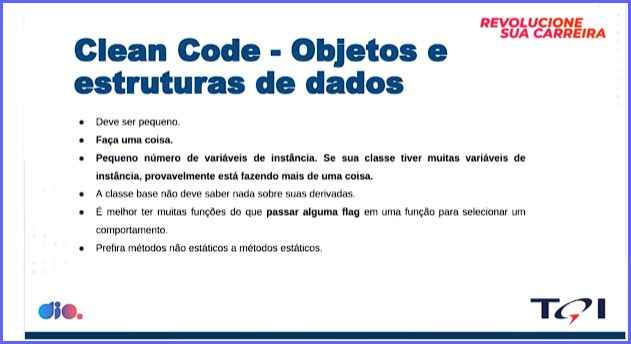 REVOLUCIONE
SUA CARREIRA
Clean Code - Objetos e
estruturas de dados
● Deve ser pequeno.
● Faça uma coisa.
● Pequeno número de variáveis de instância. Se sua classe tiver muitas variáveis de
instância, provavelmente está fazendo mais de uma coisa.
● A classe base não deve saber nada sobre suas derivadas.
● É melhor ter muitas funções do que passar alguma flag em uma função para selecionar um
comportamento.
● Prefira métodos não estáticos a métodos estáticos.
dio.
TQI